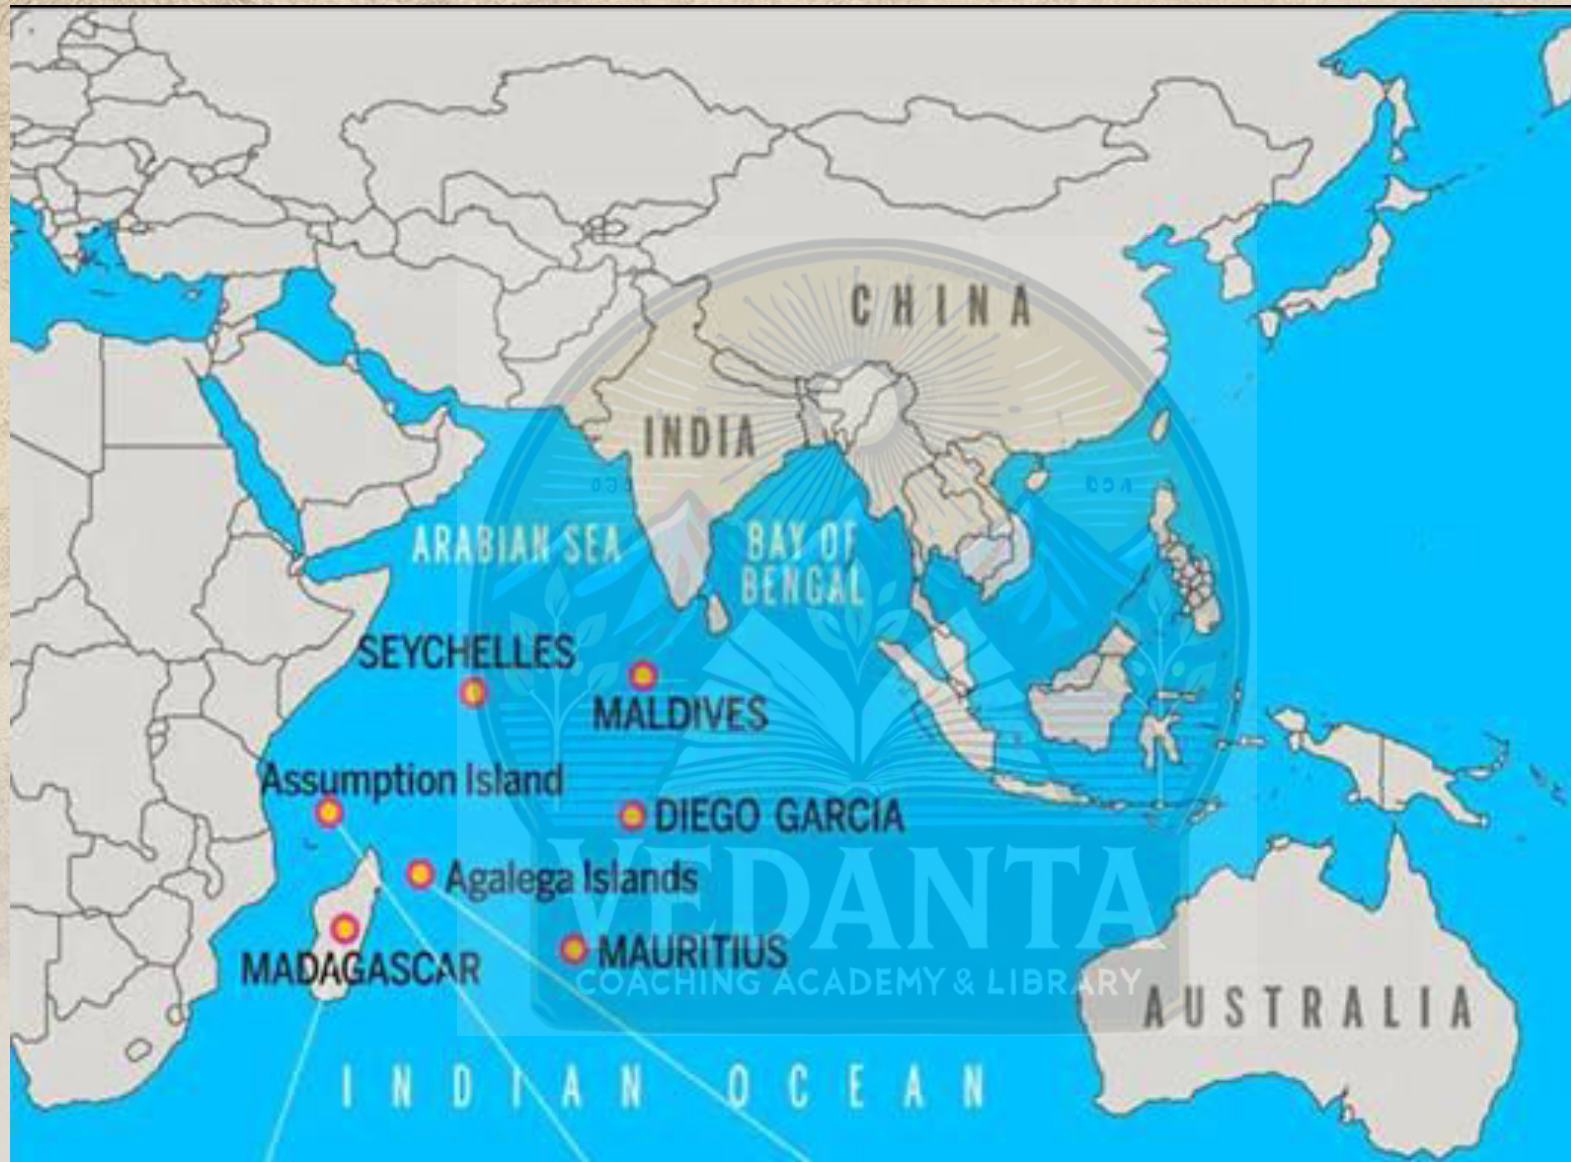 CHINA
INDIA
ARABIAN SEA
BAY OF
BENGAL
SEYCHELLES
MALDIVES
Assumption Island
DIEGO GARCIA
Agalega Islands
VEDANTA
MADAGASCAR
MAURITIUS
COACHING ACADEMY & LIBRARY
AUSTRALIA
INDIAN OCEAN